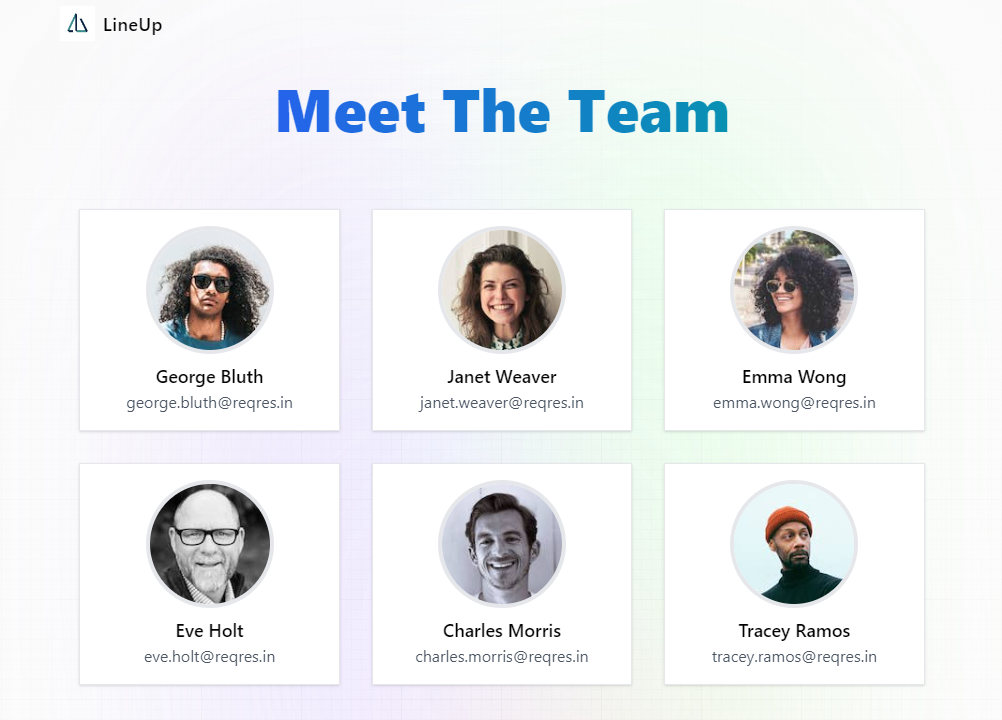 LineUp
Meet The Team
George Bluth
george.bluth@reqres.in
Janet Weaver
janet.weaver@reqres.in
Emma Wong
emma.wong@reqres.in
Eve Holt
eve.holt@reqres.in
Charles Morris
charles.morris@reqres.in
Tracey Ramos
tracey.ramos@reqres.in